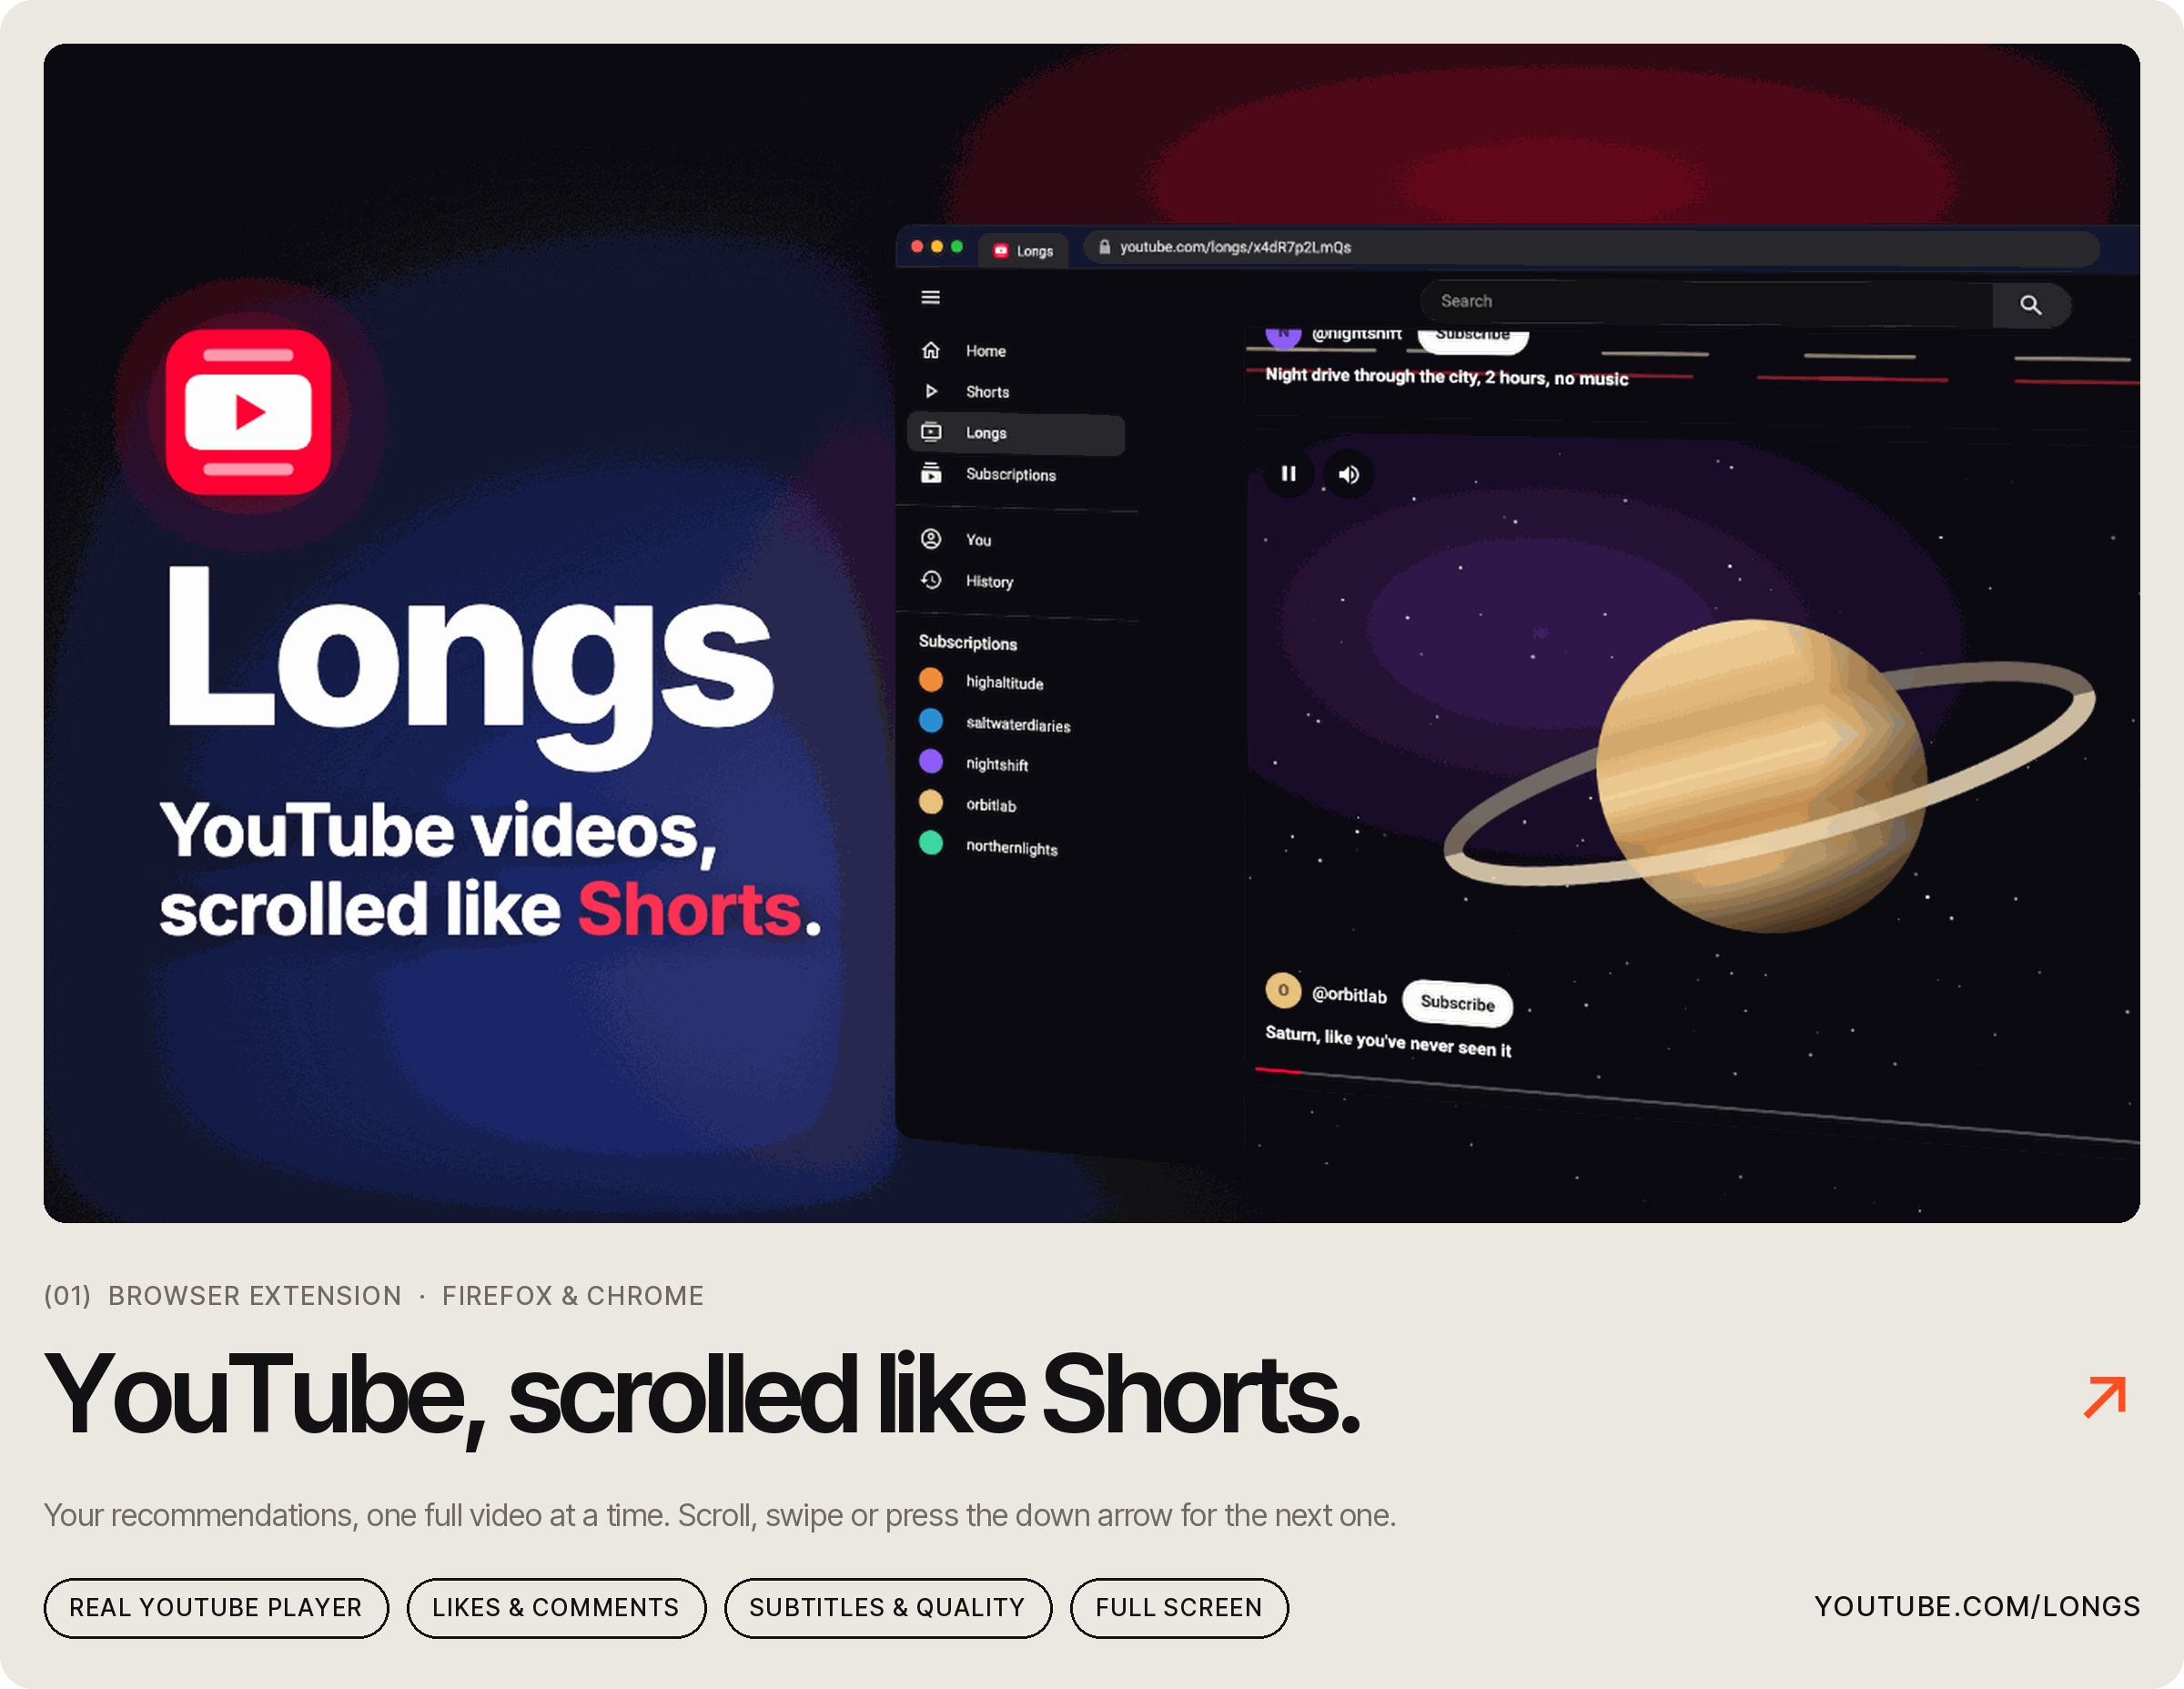 Longs
YouTube videos,
scrolled like Shorts.
Longs
youtube.com/longs/x4dR7p2LmQs
Search
Home
Shorts
Longs
Subscriptions
You
History
Subscriptions
highaltitude
saltwaterdiaries
nightshift
orbitlab
northernlights
N @nightshift Subscribe
Night drive through the city, 2 hours, no music
O @orbitlab Subscribe
Saturn, like you've never seen it
(01) BROWSER EXTENSION · FIREFOX & CHROME
YouTube, scrolled like Shorts.
Your recommendations, one full video at a time. Scroll, swipe or press the down arrow for the next one.
REAL YOUTUBE PLAYER
LIKES & COMMENTS
SUBTITLES & QUALITY
FULL SCREEN
YOUTUBE.COM/LONGS